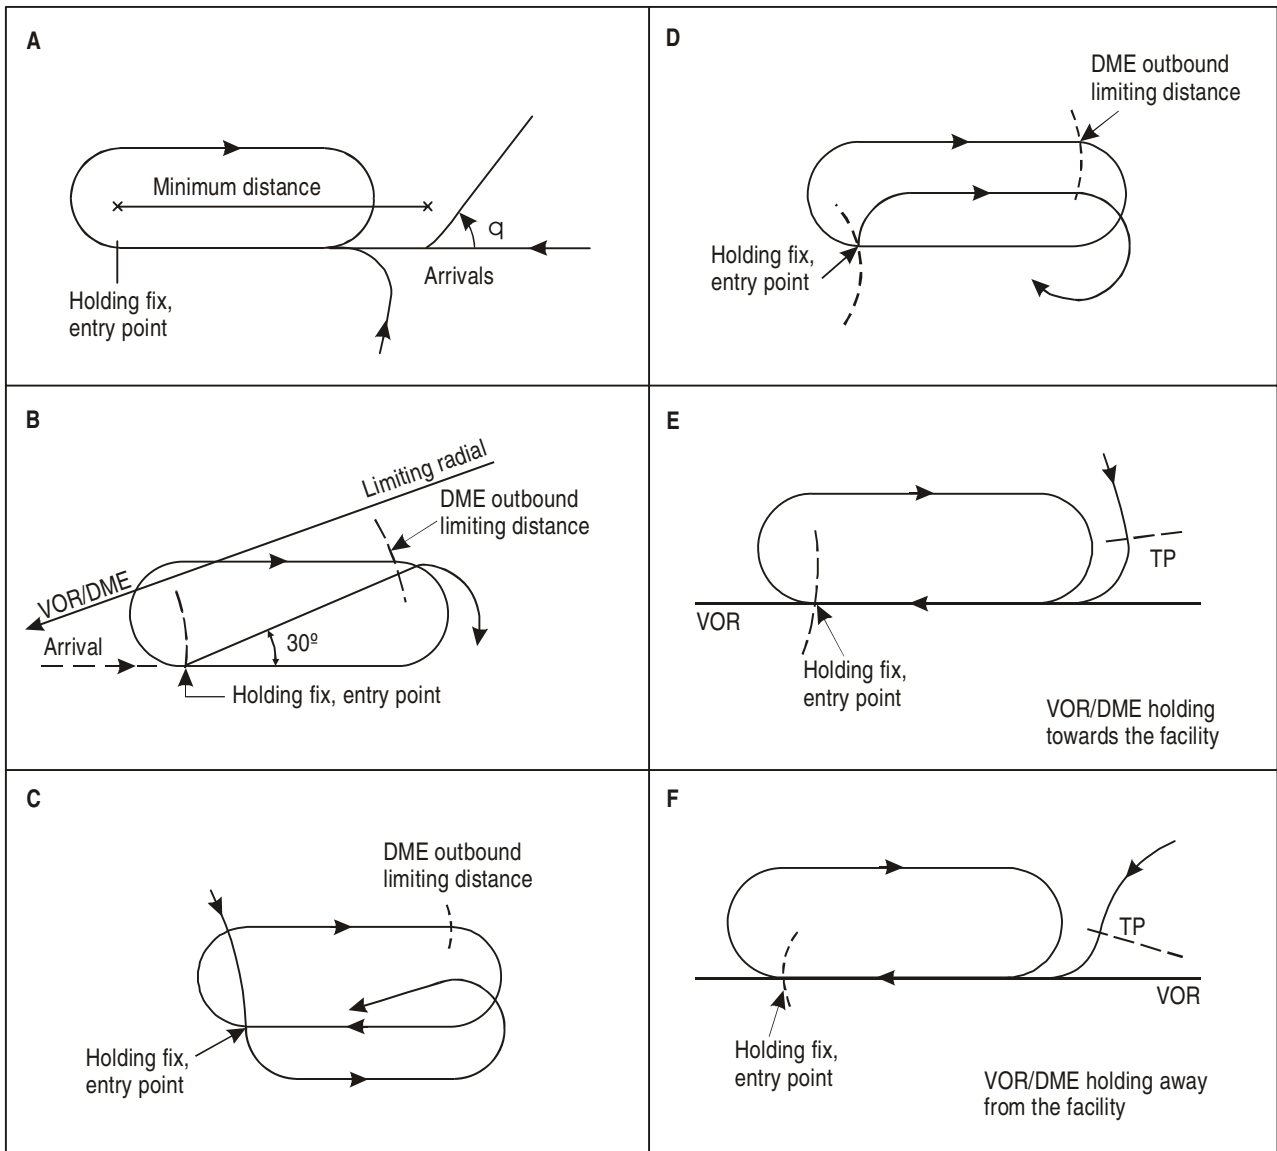 A
Minimum distance
q
Arrivals
Holding fix,
entry point
D
DME outbound
limiting distance
Holding fix,
entry point
B
Limiting radial
DME outbound
limiting distance
VOR/DME
Arrival
30º
Holding fix, entry point
E
TP
VOR
Holding fix,
entry point
VOR/DME holding
towards the facility
C
DME outbound
limiting distance
Holding fix,
entry point
F
TP
VOR
Holding fix,
entry point
VOR/DME holding away
from the facility